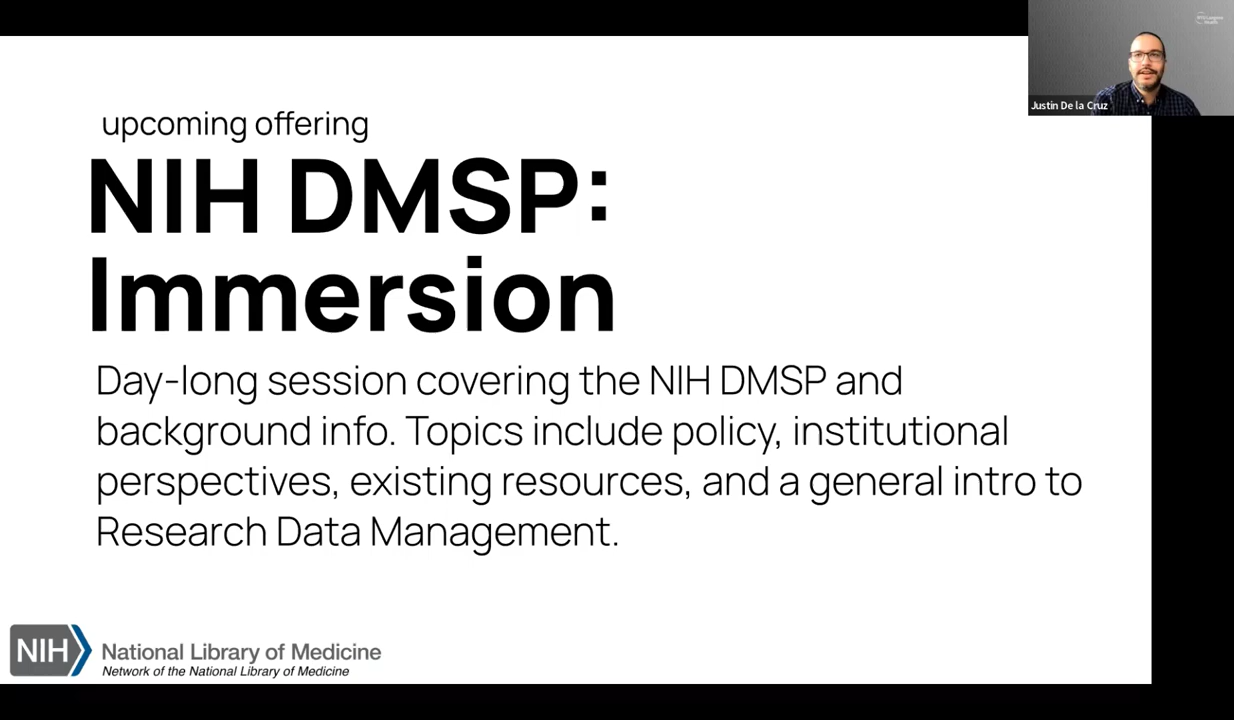 upcoming offering
NIH DMSP:
Immersion
Day-long session covering the NIH DMSP and
background info. Topics include policy, institutional
perspectives, existing resources, and a general intro to
Research Data Management.
NIH
National Library of Medicine
Network of the National Library of Medicine
Justin De la Cruz